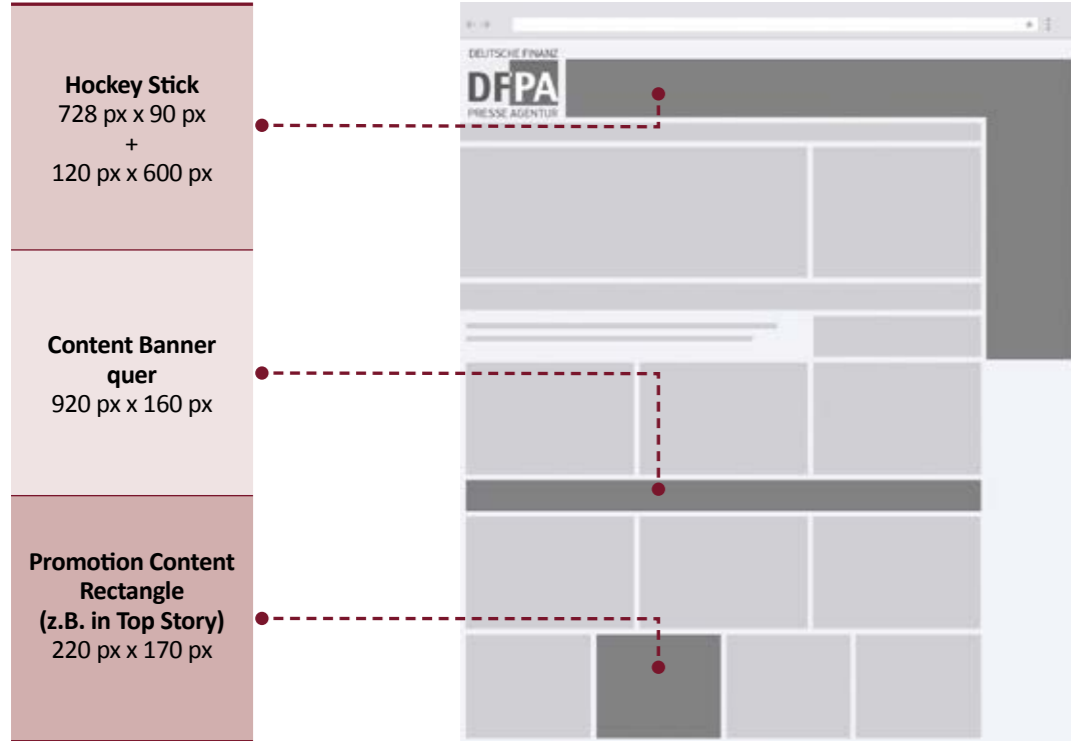 Hockey Stick
728 px x 90 px
+
120 px x 600 px
Content Banner
quer
920 px x 160 px
Promotion Content
Rectangle
(z.B. in Top Story)
220 px x 170 px
DEUTSCHE FINANZ
DFPA
PRESSE AGENTUR